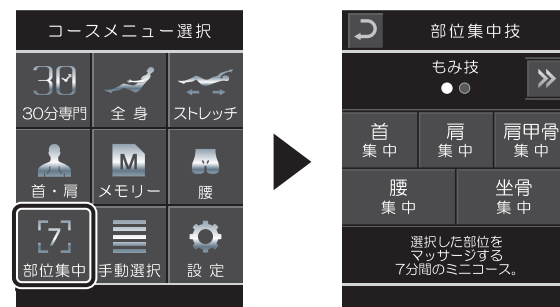 コースメニュー選択
30
30分専門
全身
ストレッチ
首・肩
M
メモリー
腰
7
部位集中
手動選択
設定
部位集中技
もみ技
首
集中
肩
集中
肩甲骨
集中
腰
集中
坐骨
集中
選択した部位を
マッサージする
7分間のミニコース。